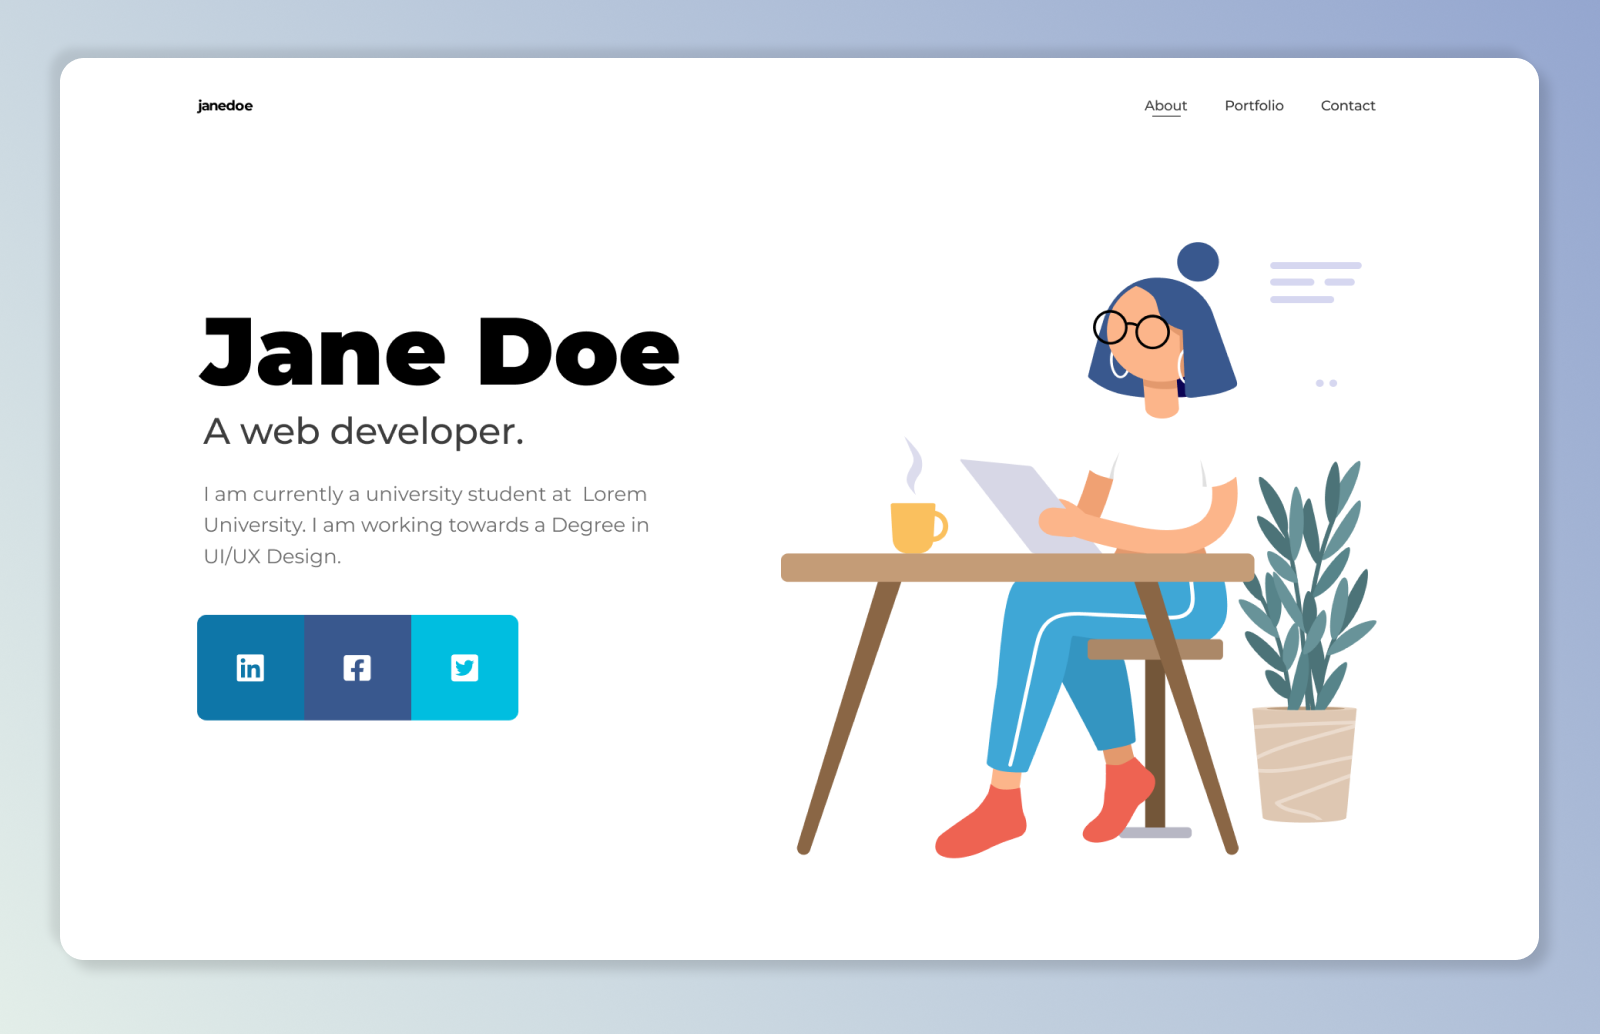 janedoe
About Portfolio Contact
Jane Doe
A web developer.
I am currently a university student at Lorem
University. I am working towards a Degree in
UI/UX Design.